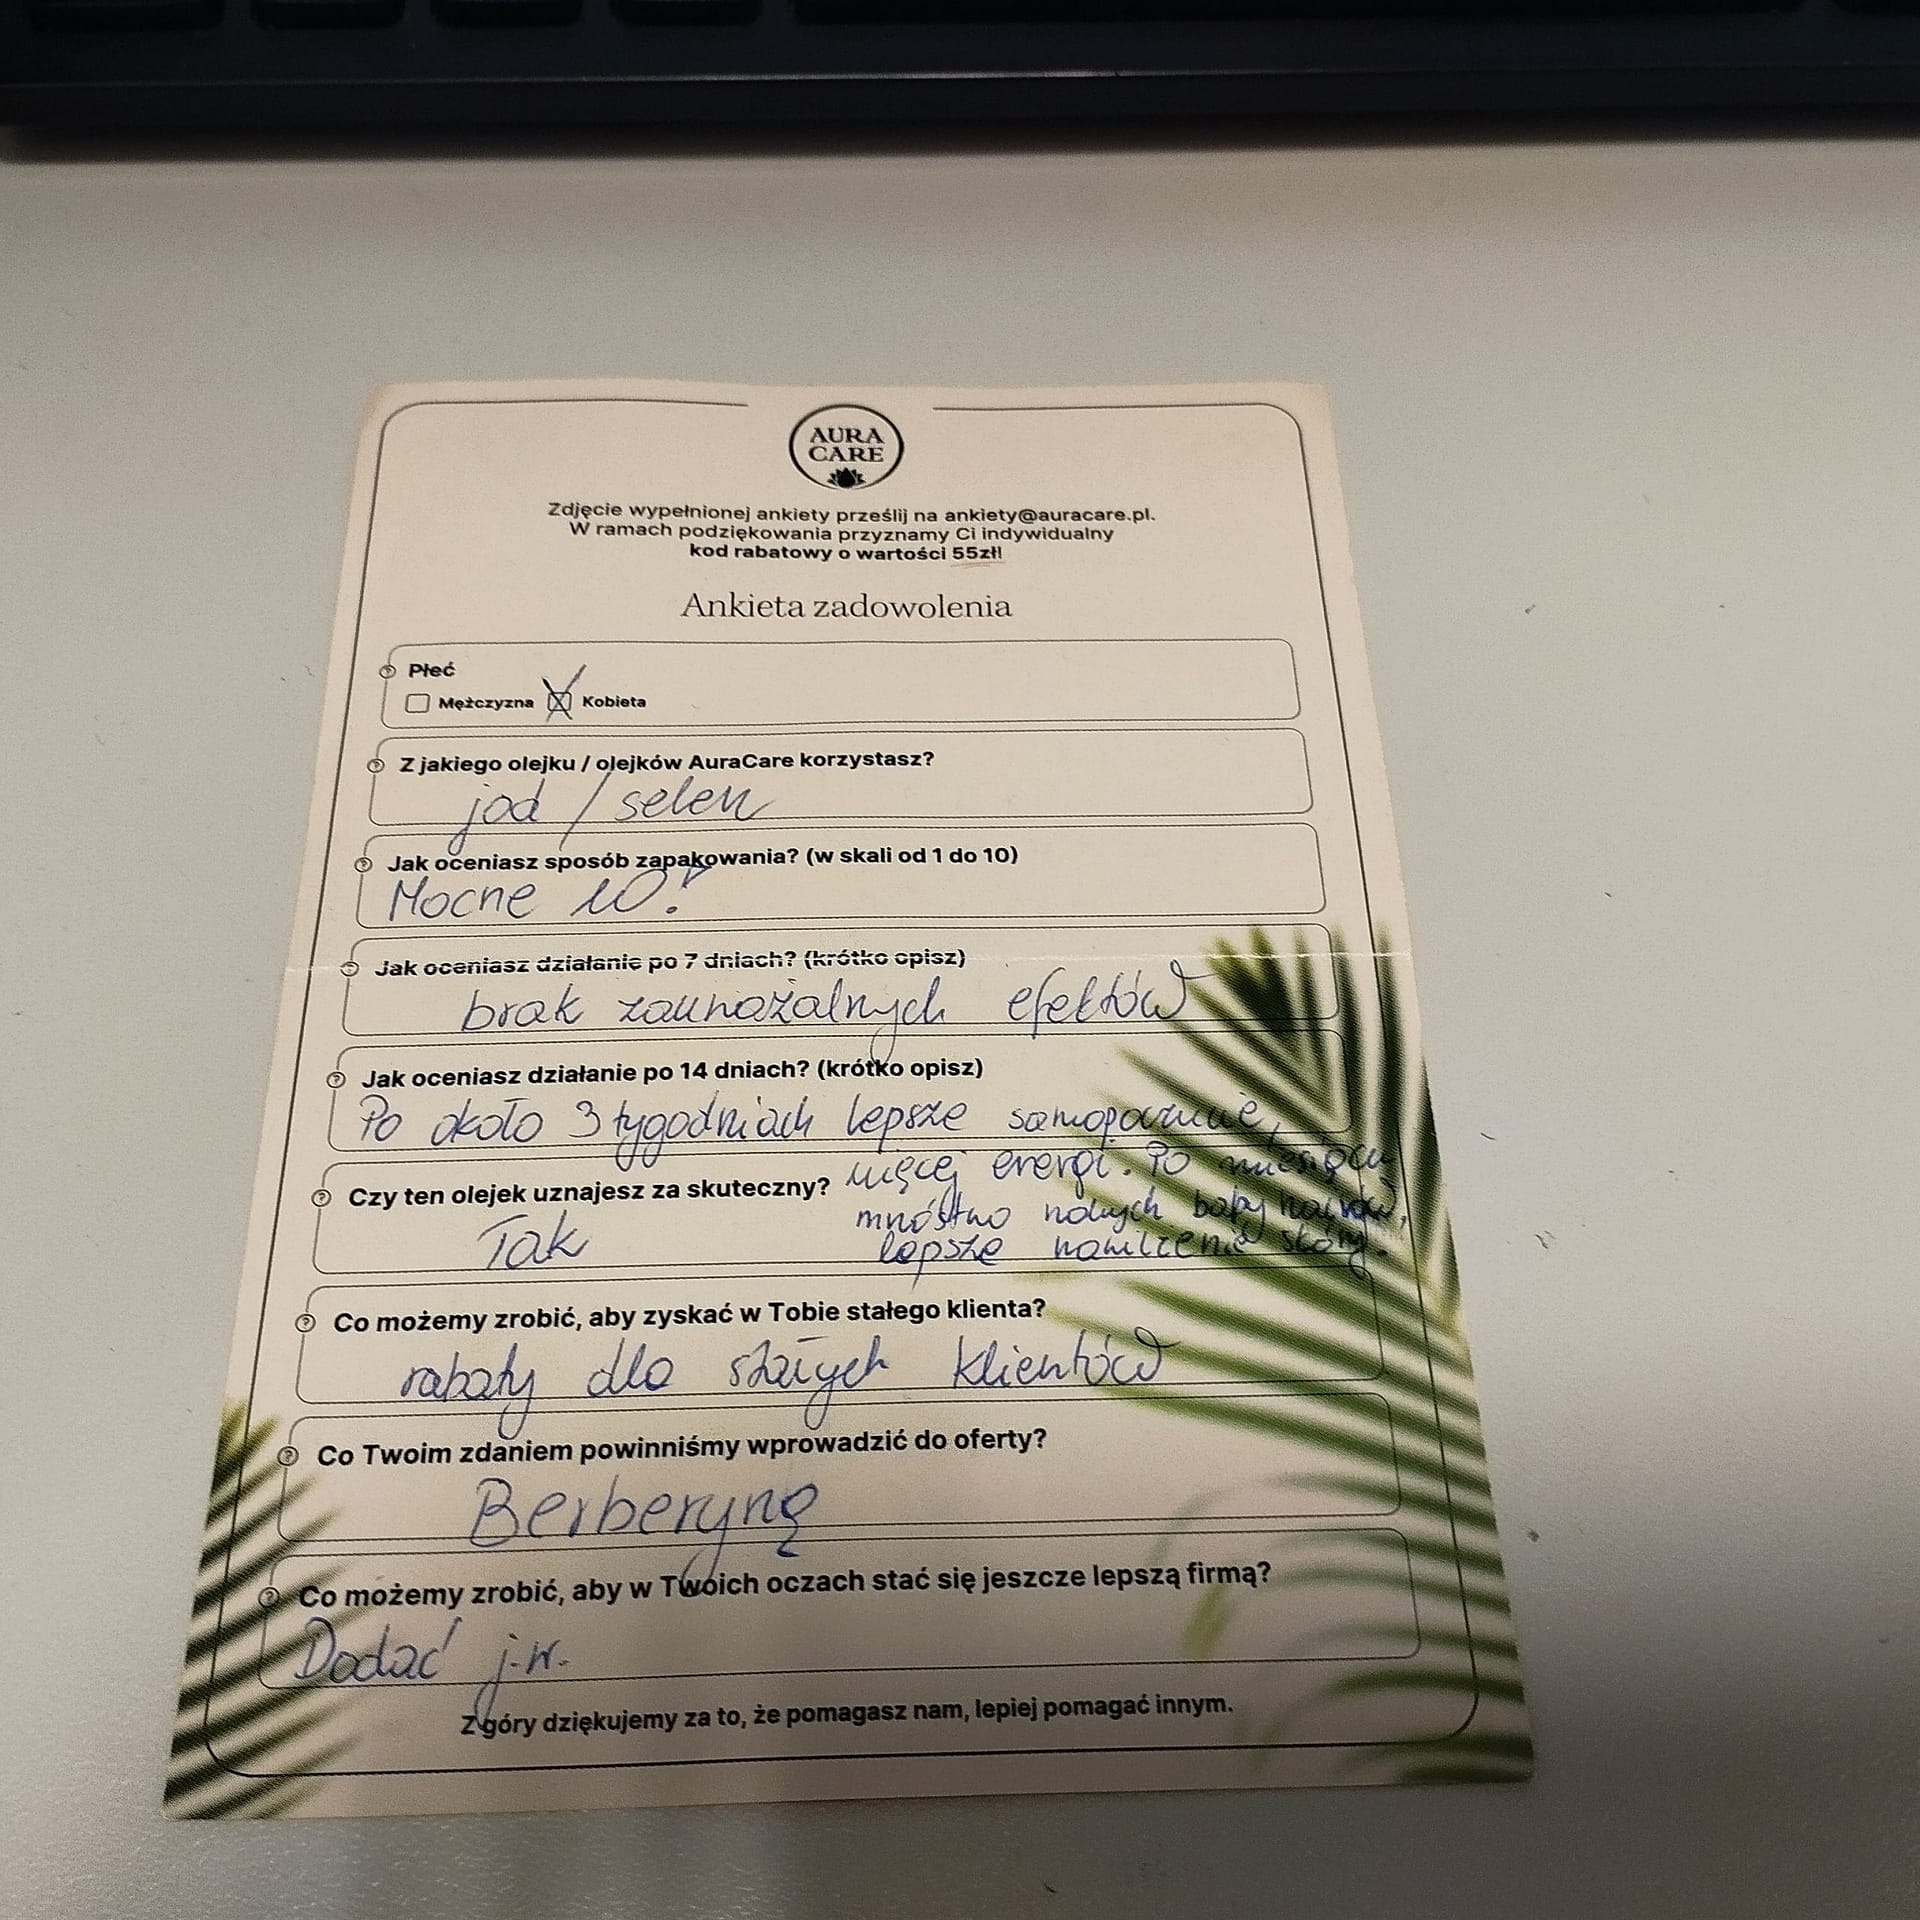 AURA
CARE
Zdjęcie wypełnionej ankiety prześlij na ankiety@auracare.pl.
W ramach podziękowania przyznamy Ci indywidualny
kod rabatowy o wartości 55zł!
Ankieta zadowolenia
Płeć
Mężczyzna Kobieta
Z jakiego olejku / olejków AuraCare korzystasz?
jod / selen
Jak oceniasz sposób zapakowania? (w skali od 1 do 10)
Mocne 10!
Jak oceniasz działanie po 7 dniach? (krótko opisz)
brak zauważalnych efektów
Jak oceniasz działanie po 14 dniach? (krótko opisz)
Po około 3 tygodniach lepsze samopoczucie,
więcej energi. Po miesiącu
mnóstwo nowych baby hairów,
lepsze nawilżenie skóry.
Czy ten olejek uznajesz za skuteczny?
Tak
Co możemy zrobić, aby zyskać w Tobie stałego klienta?
rabaty dla stałych klientów
Co Twoim zdaniem powinniśmy wprowadzić do oferty?
Berberynę
Co możemy zrobić, aby w Twoich oczach stać się jeszcze lepszą firmą?
Dodać j.w.
Z góry dziękujemy za to, że pomagasz nam, lepiej pomagać innym.